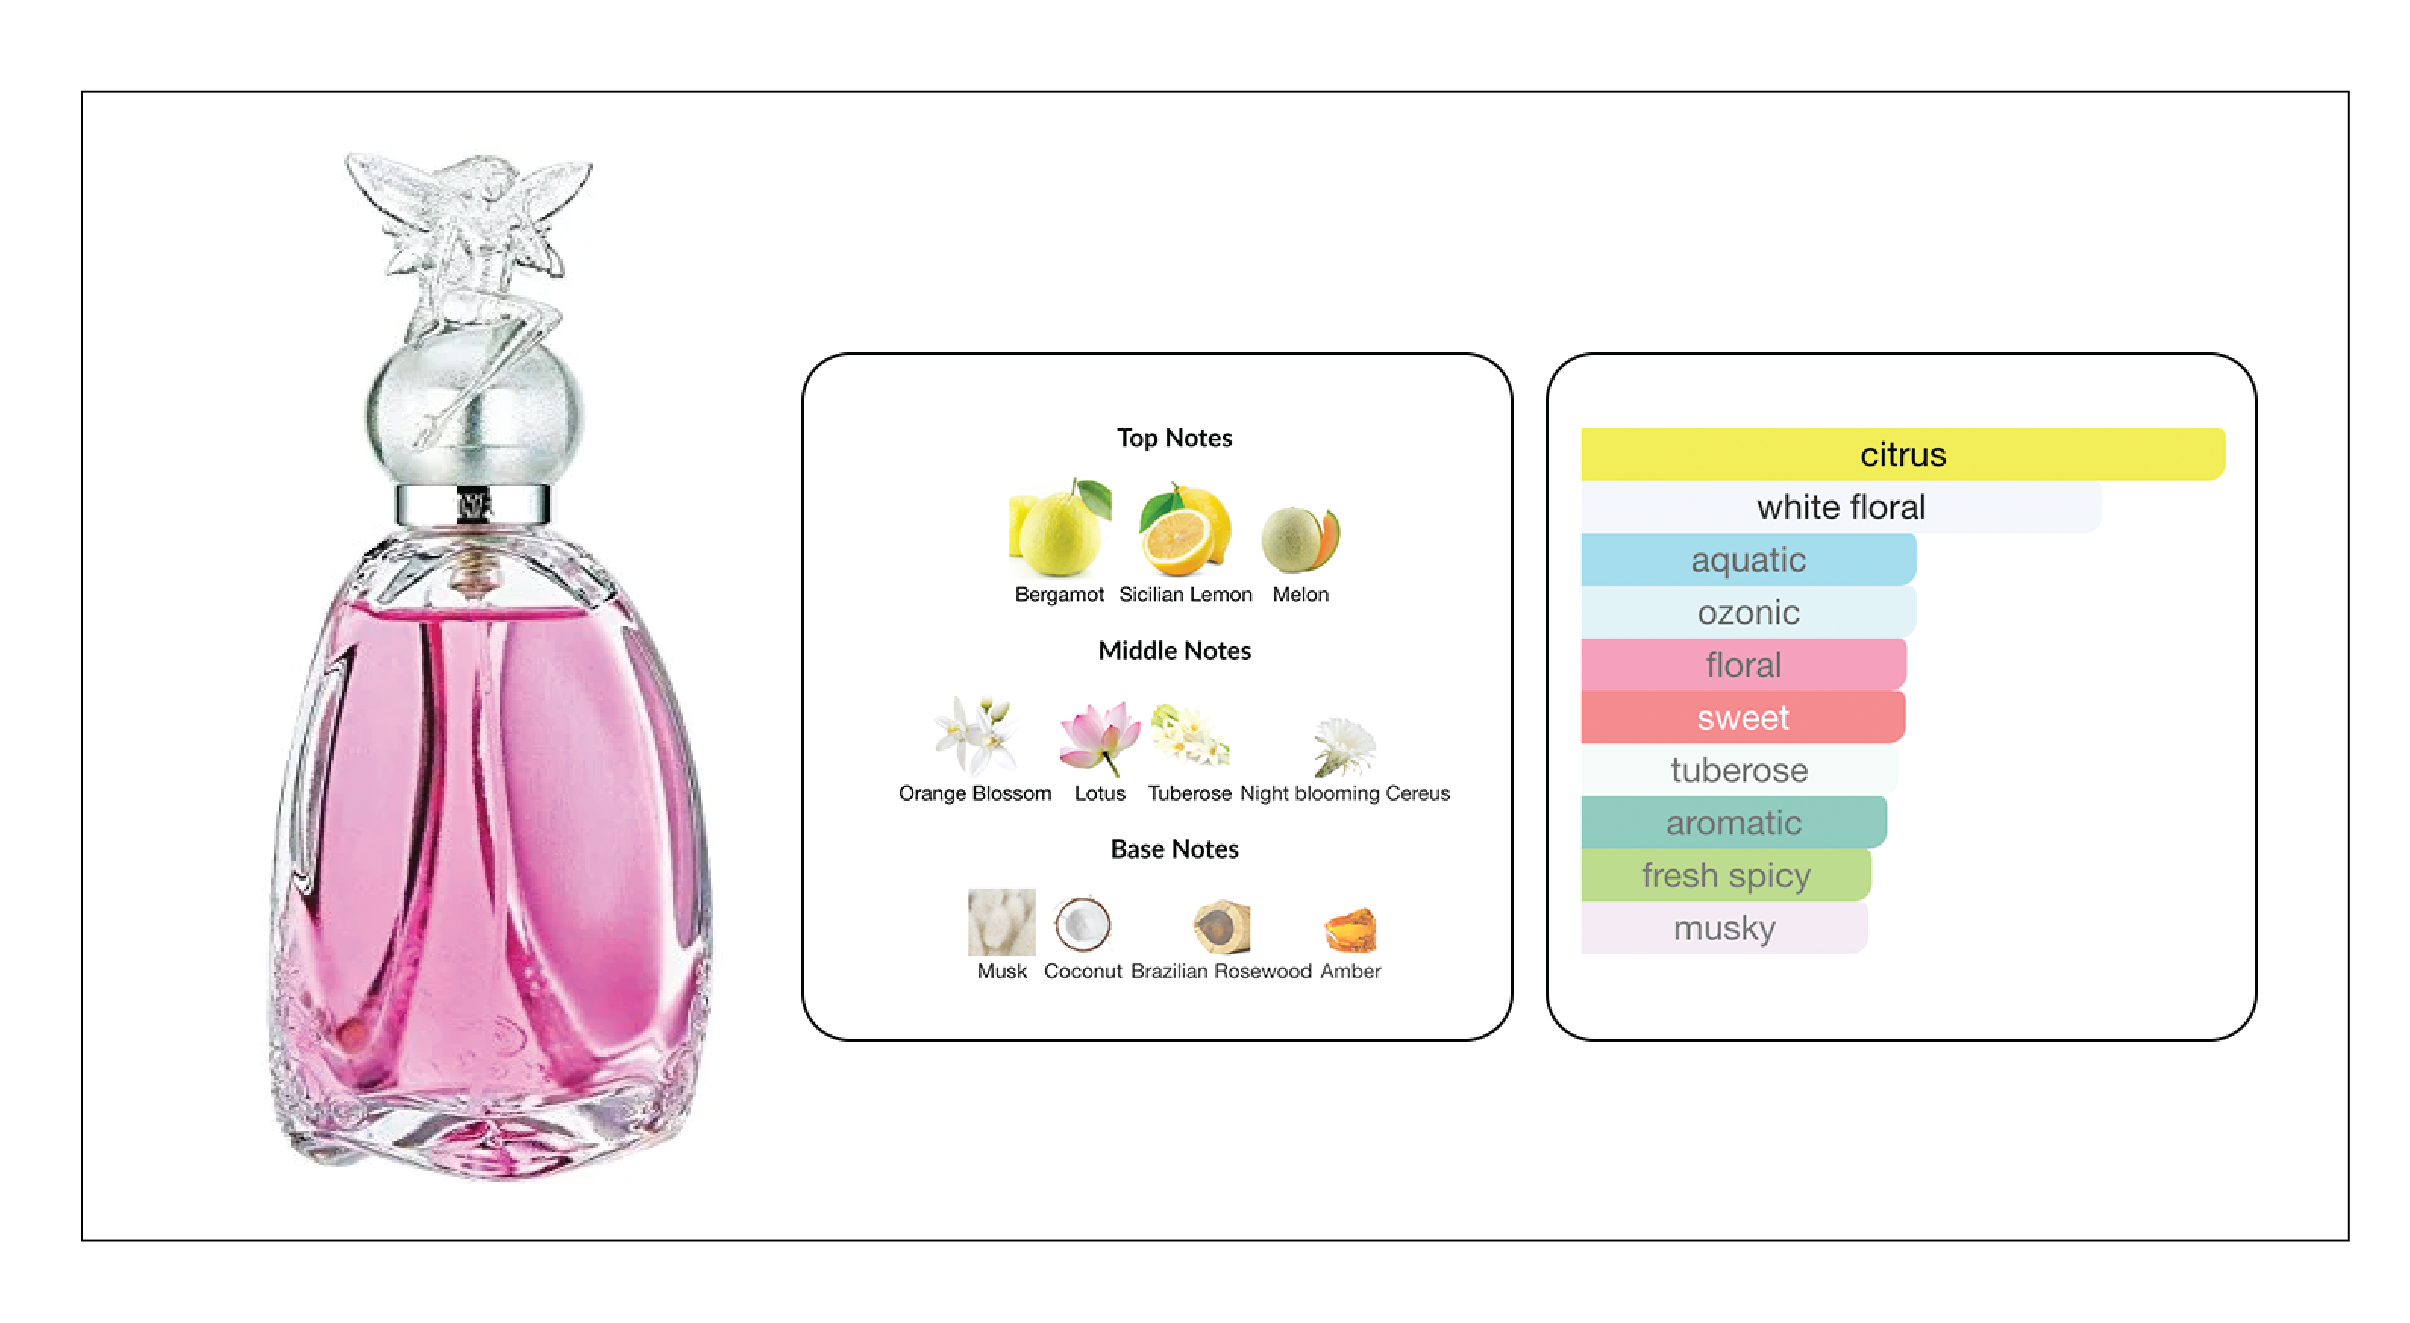 Top Notes
Bergamot Sicilian Lemon Melon
Middle Notes
Orange Blossom Lotus Tuberose Night blooming Cereus
Base Notes
Musk Coconut Brazilian Rosewood Amber
citrus
white floral
aquatic
ozonic
floral
sweet
tuberose
aromatic
fresh spicy
musky